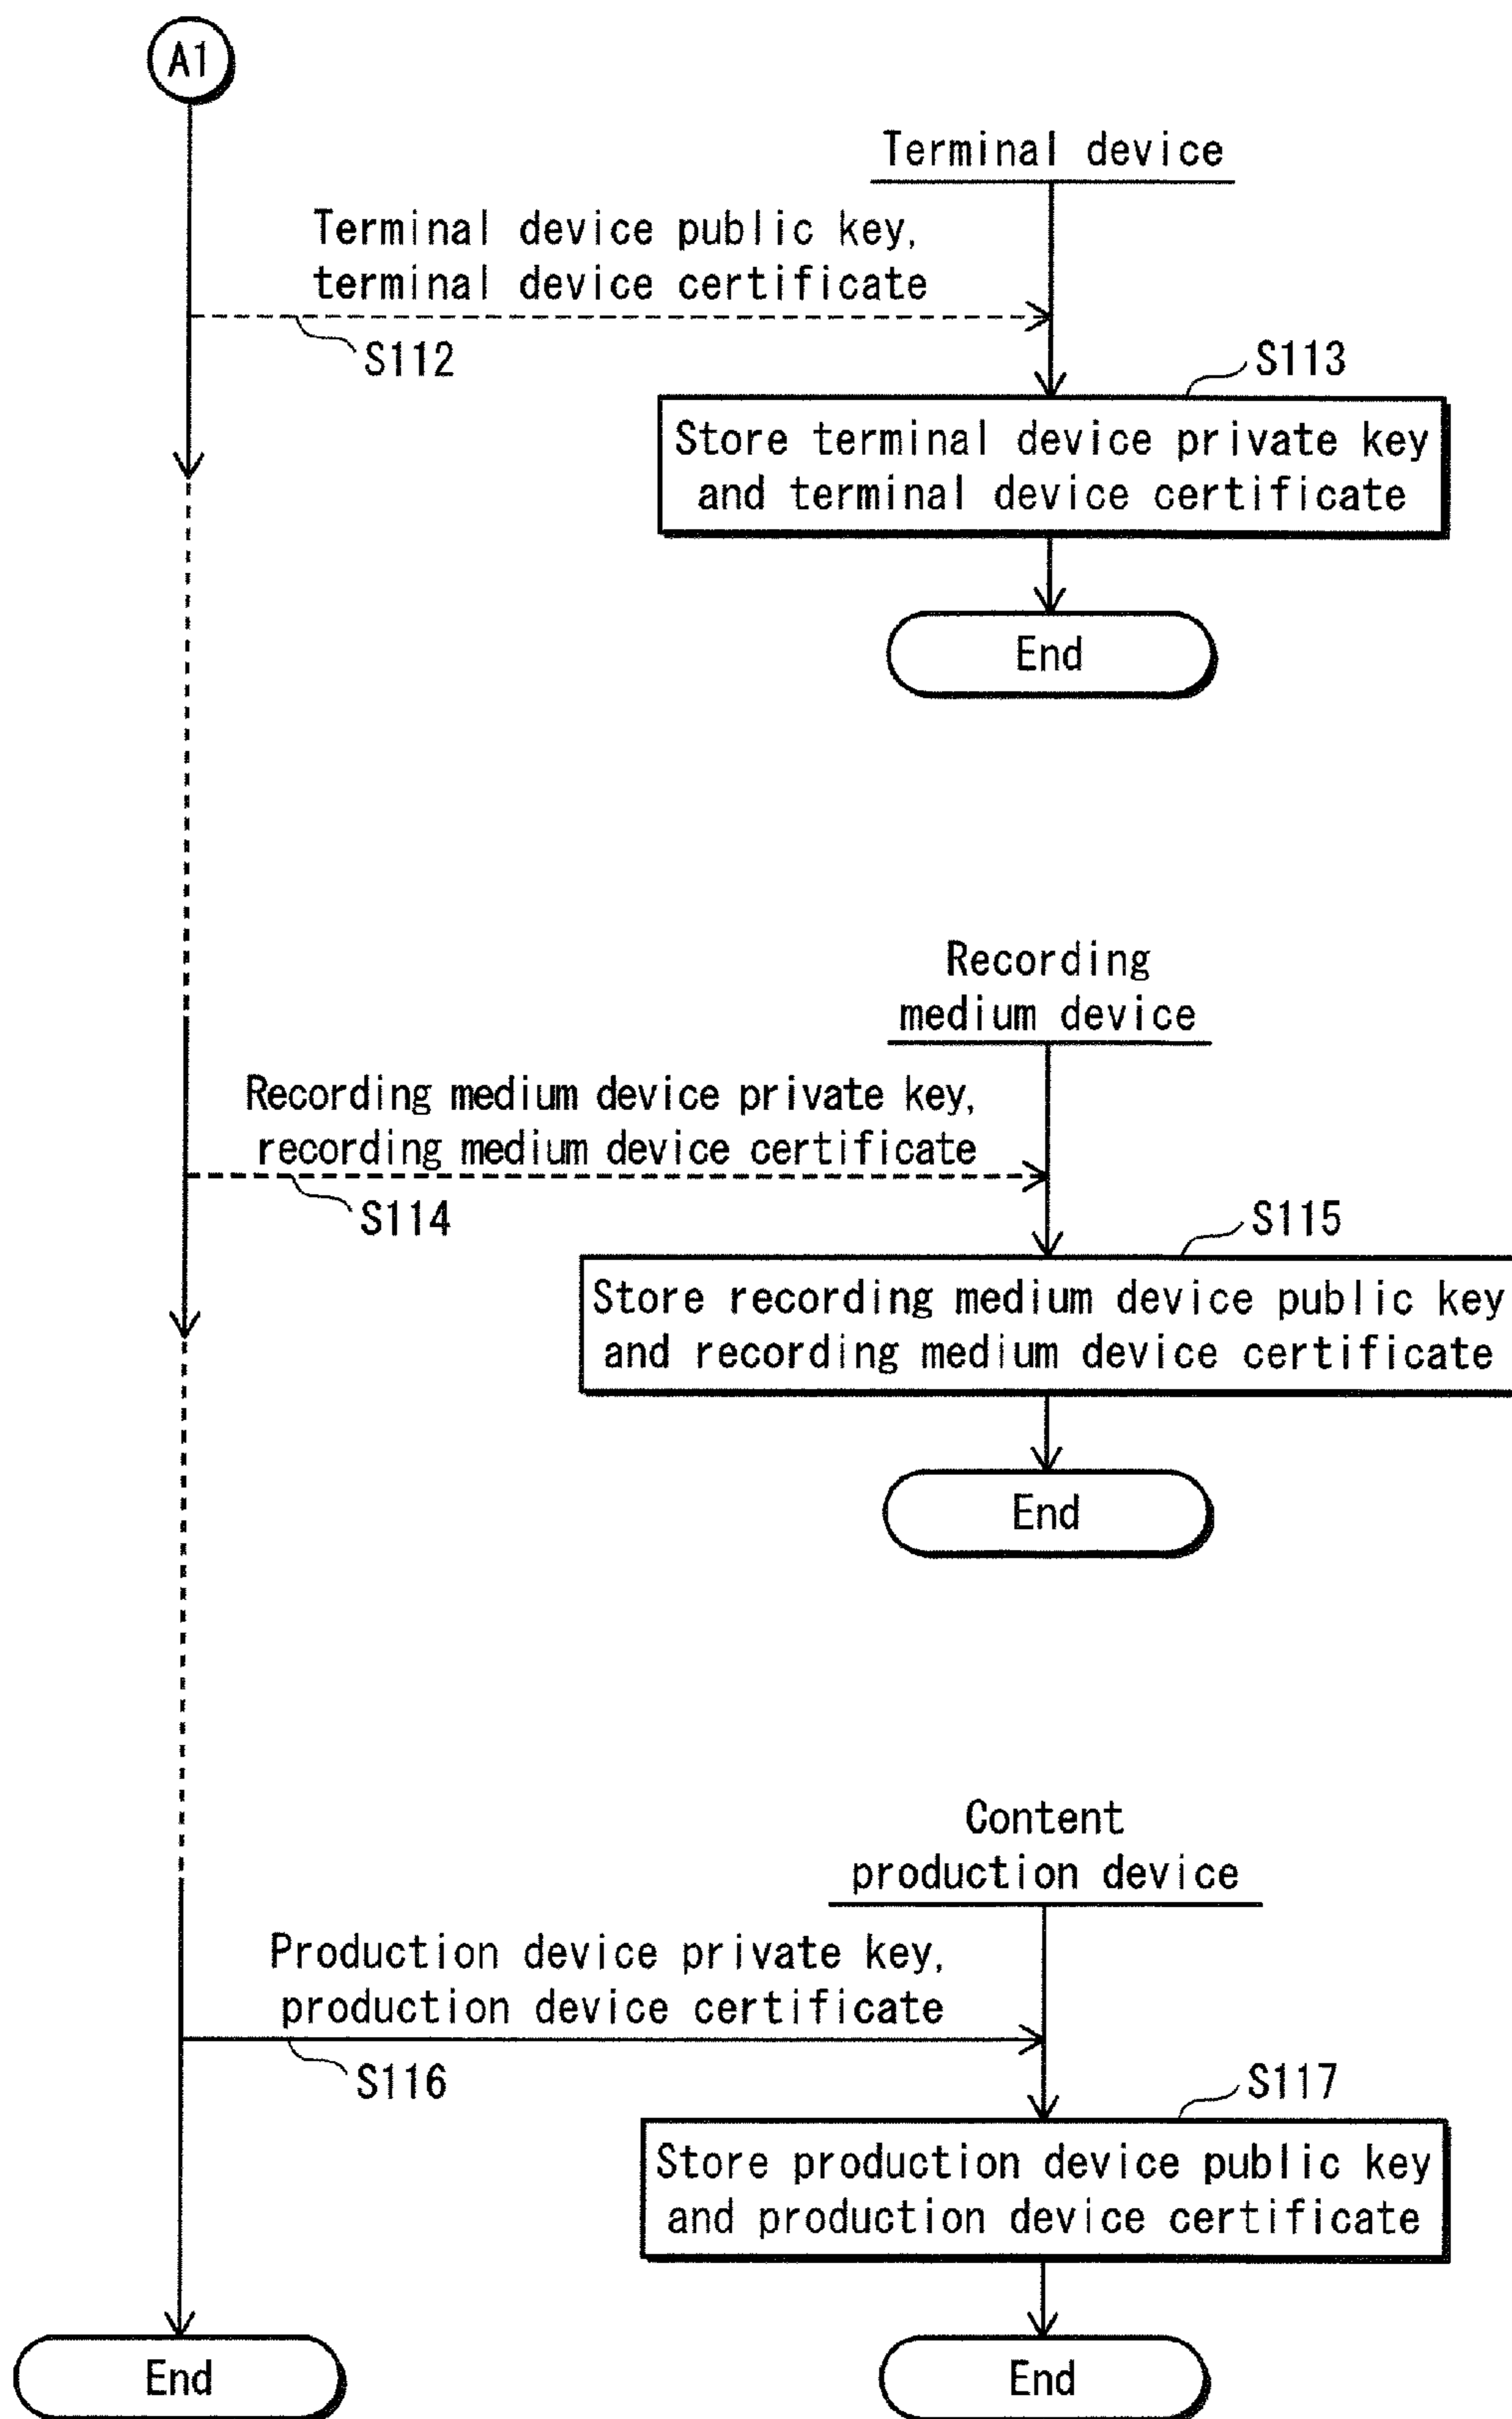 A1
Terminal device
Terminal device public key,
terminal device certificate
S112
S113
Store terminal device private key
and terminal device certificate
End
Recording
medium device
Recording medium device private key,
recording medium device certificate
S114
S115
Store recording medium device public key
and recording medium device certificate
End
Content
production device
Production device private key,
production device certificate
S116
S117
Store production device public key
and production device certificate
End
End